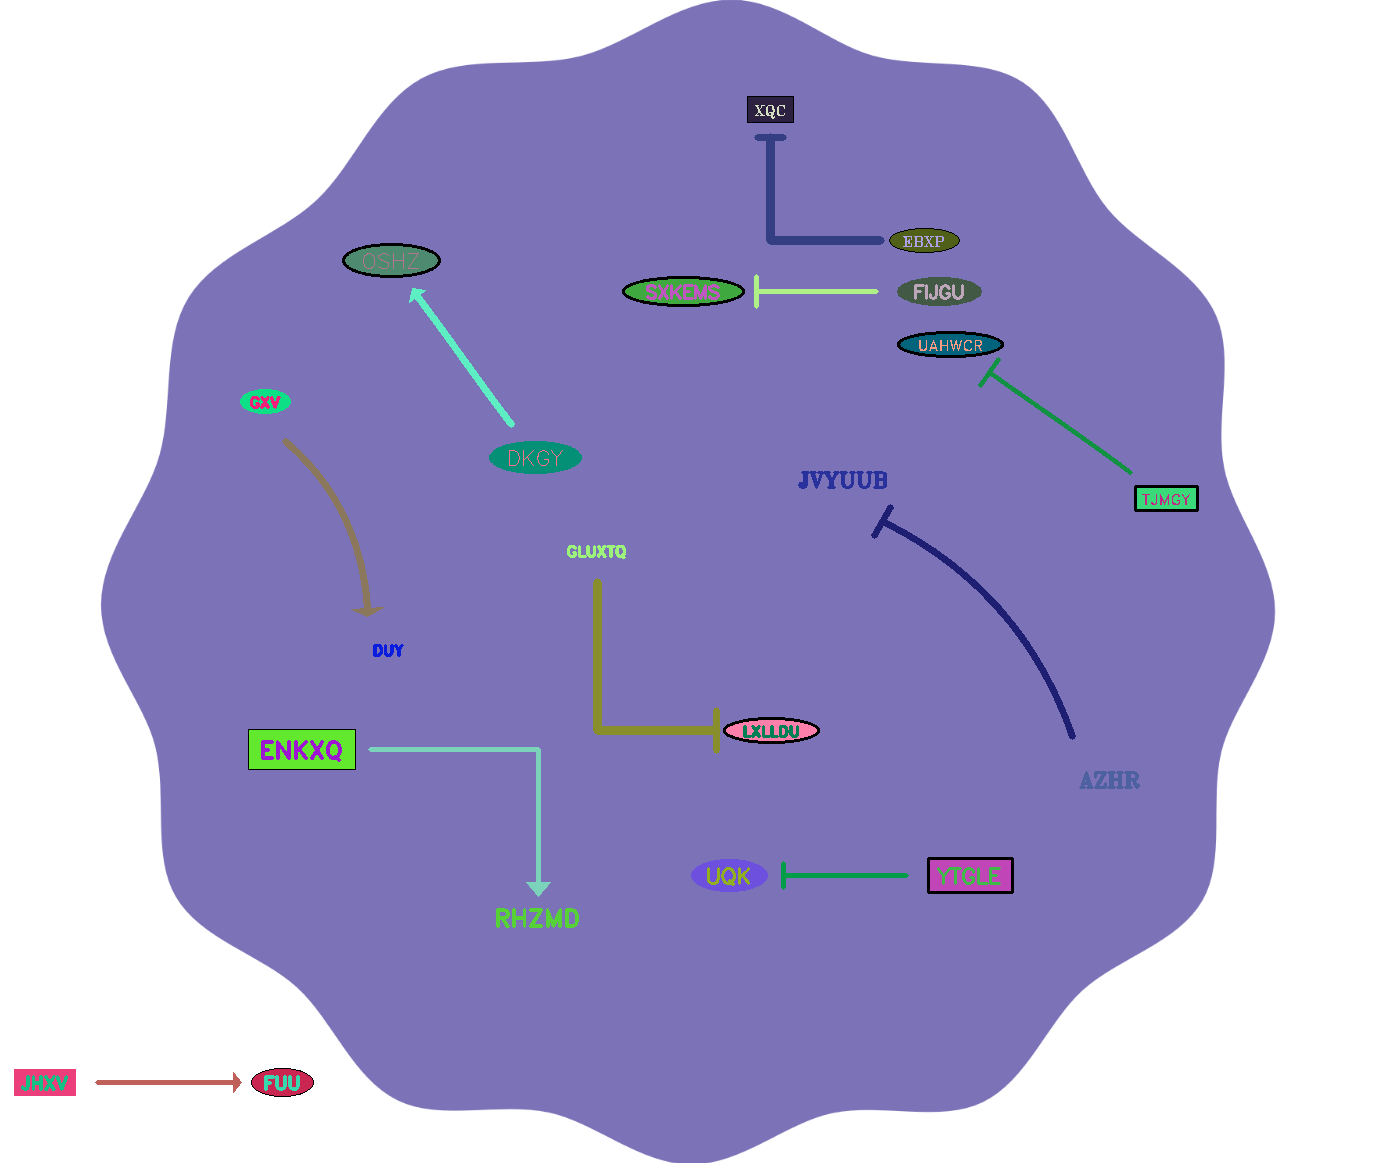 XQC
EBXP
OSHZ
SXKEMS
FIJGU
UAHWCR
GXV
DKGY
JVYUUB
TJMGY
GLUXTQ
DUY
LXLLDU
ENKXQ
AZHR
UQK
YTGLE
RHZMD
JHXV
FUU